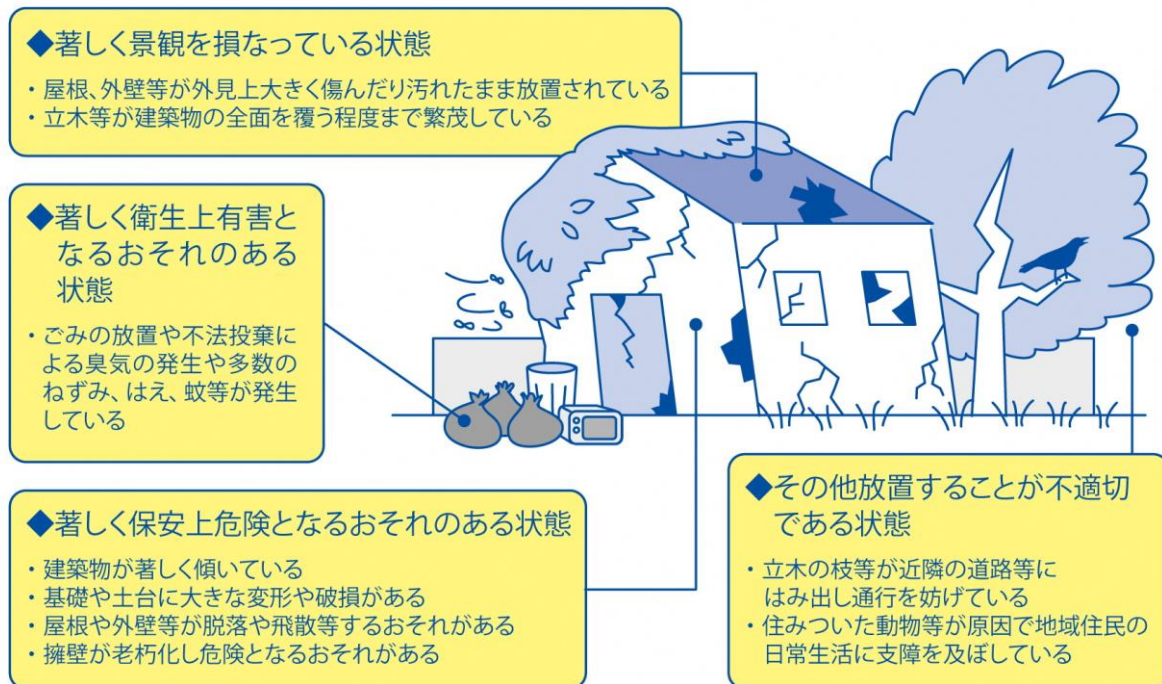 ◆著しく景観を損なっている状態
・屋根、外壁等が外見上大きく傷んだり汚れたまま放置されている
・立木等が建築物の全面を覆う程度まで繁茂している
◆著しく衛生上有害と
なるおそれのある
状態
・ごみの放置や不法投棄に
よる臭気の発生や多数の
ねずみ、はえ、蚊等が発生
している
◆著しく保安上危険となるおそれのある状態
・建築物が著しく傾いている
・基礎や土台に大きな変形や破損がある
・屋根や外壁等が脱落や飛散等するおそれがある
・擁壁が老朽化し危険となるおそれがある
◆その他放置することが不適切
である状態
・立木の枝等が近隣の道路等に
はみ出し通行を妨げている
・住みついた動物等が原因で地域住民の
日常生活に支障を及ぼしている